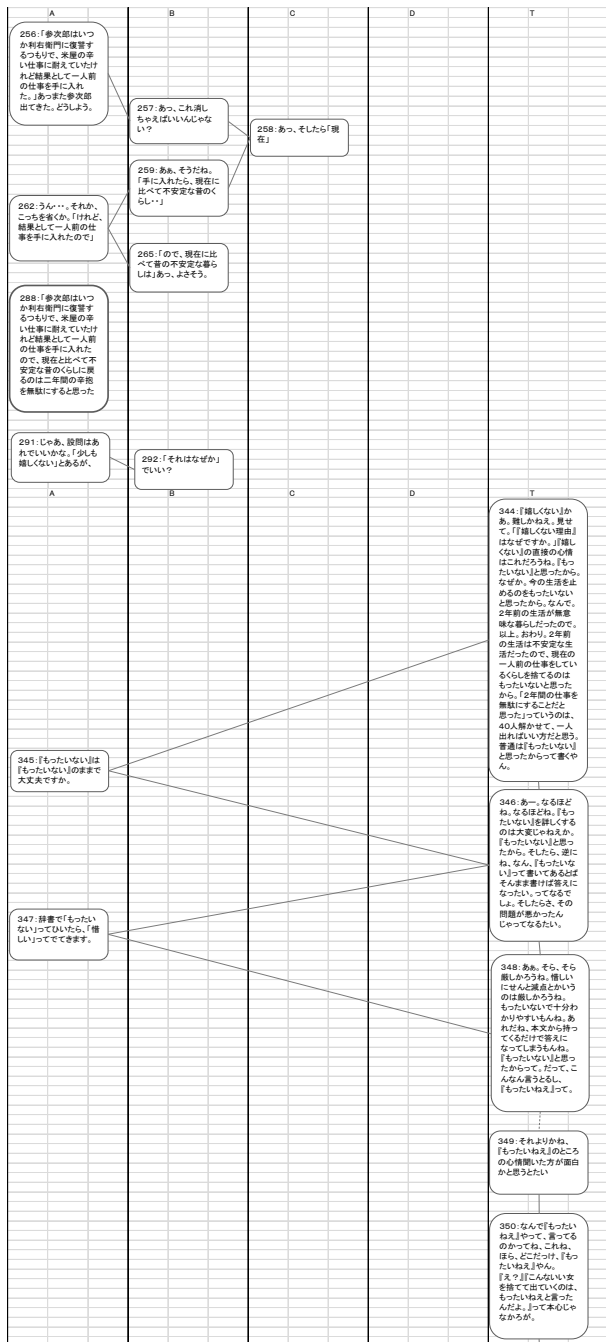 A B C D T
256:「参次郎はいつ
か利右衛門に復讐す
るつもりで、米屋の辛
い仕事に耐えていたけ
れど結果として一人前
の仕事を手に入れ
た。」あっまた参次郎
出てきた。どうしよう。
257:あっ、これ消し
ちゃえばいいんじゃな
い？
258:あっ、そしたら「現
在」
259:あぁ、そうだね。
「手に入れたら、現在に
比べて不安定な昔のく
らし・・」
262:うん・・・。それか、
こっちを省くか。「けれど、
結果として一人前の仕
事を手に入れたので」
265:「ので、現在に比
べて昔の不安定な暮ら
しは」あっ、よさそう。
288:「参次郎はいつ
か利右衛門に復讐する
つもりで、米屋の辛
い仕事に耐えていたけ
れど結果として一人前
の仕事を手に入れた
ので、現在と比べて不
安定な昔のくらしに戻
るのは二年間の辛抱
を無駄にすると思った
291:じゃあ、設問はあ
れでいいかな。「少しも
嬉しくない」とあるが、
292:「それはなぜか」
でいい？
A B C D T
344:『嬉しくない』か
あ。難しかねえ。見せ
て。「『嬉しくない理由』
はなぜですか。」『嬉し
くない』の直接の心情
はこれだろうね。『もっ
たいない』と思ったから。
なぜか。今の生活を止
めるのをもったいない
と思ったから。なんで。
2年前の生活が無意
味な暮らしだったので。
以上。おわり。2年前
の生活は不安定な生
活だったので、現在の
一人前の仕事をしてい
るくらしを捨てるのは
もったいないと思った
から。「2年間の仕事を
無駄にすることだと
思った」っていうのは、
40人解かせて、一人
出ればいい方だと思う。
普通は『もったいない』
と思ったからって書くや
ん。
345:『もったいない』は
『もったいない』のままで
大丈夫ですか。
346:あー。なるほど
ね。なるほどね。『もっ
たいない』を詳しくする
のは大変じゃねえか。
『もったいない』と思っ
たから。そしたら、逆に
ね、なん、『もったいな
い』って書いてあるとば
そんまま書けば答えに
なったい。ってなるで
しょ。そしたらさ、その
問題が悪かったん
じゃってなるたい。
347:辞書で「もったい
ない」ってひいたら、「惜
しい」ってでてきます。
348:あぁ。そら、そら
厳しかろうね。惜しい
にせんと減点とかいう
のは厳しかろうね。
もったいないで十分わ
かりやすいもんね。あ
れだね、本文から持っ
てくるだけで答えに
なってしまうもんね。
『もったいない』と思っ
たからって。だって、こ
んなん言うとるし、
『もったいねえ』って。
349:それよりかね、
『もったいねえ』のところ
の心情聞いた方が面白
かと思うとたい
350:なんで『もったい
ねえ』やって、言ってる
のかってね、これね、
ほら、どこだっけ、『もっ
たいねえ』やん。
『え？』『こんないい女
を捨てて出ていくのは、
もったいねえと言った
んだよ。』って本心じゃ
なかろが。